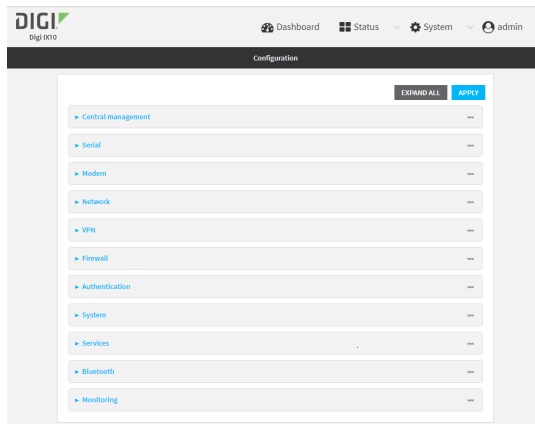 DIGI
Digi IX10
Dashboard Status System admin
Configuration
EXPAND ALL APPLY
Central management
Serial
Modem
Network
VPN
Firewall
Authentication
System
Services
Bluetooth
Monitoring